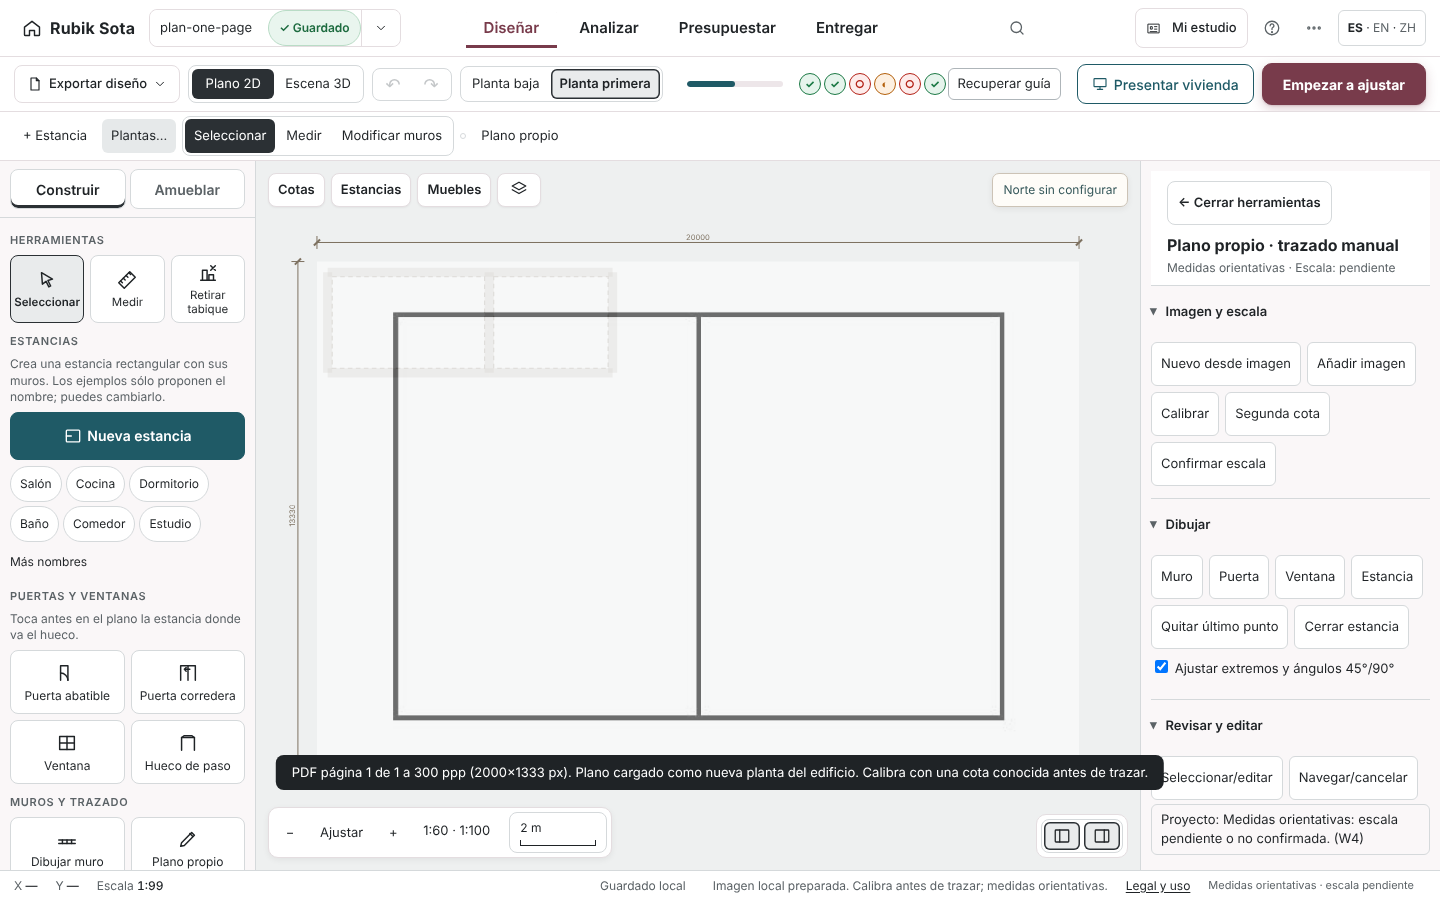 Rubik Sota
plan-one-page
✓ Guardado
Diseñar
Analizar
Presupuestar
Entregar
Mi estudio
ES · EN · ZH
Exportar diseño
Plano 2D
Escena 3D
Planta baja
Planta primera
Recuperar guía
Presentar vivienda
Empezar a ajustar
+ Estancia
Plantas...
Seleccionar
Medir
Modificar muros
Plano propio
Construir
Amueblar
HERRAMIENTAS
Seleccionar
Medir
Retirar
tabique
ESTANCIAS
Crea una estancia rectangular con sus
muros. Los ejemplos sólo proponen el
nombre; puedes cambiarlo.
Nueva estancia
Salón
Cocina
Dormitorio
Baño
Comedor
Estudio
Más nombres
PUERTAS Y VENTANAS
Toca antes en el plano la estancia donde
va el hueco.
Puerta abatible
Puerta corredera
Ventana
Hueco de paso
MUROS Y TRAZADO
Dibujar muro
Plano propio
Cotas
Estancias
Muebles
Norte sin configurar
20000
13330
PDF página 1 de 1 a 300 ppp (2000×1333 px). Plano cargado como nueva planta del edificio. Calibra con una cota conocida antes de trazar.
−
Ajustar
+
1:60 · 1:100
2 m
← Cerrar herramientas
Plano propio · trazado manual
Medidas orientativas · Escala: pendiente
▼ Imagen y escala
Nuevo desde imagen
Añadir imagen
Calibrar
Segunda cota
Confirmar escala
▼ Dibujar
Muro
Puerta
Ventana
Estancia
Quitar último punto
Cerrar estancia
Ajustar extremos y ángulos 45°/90°
▼ Revisar y editar
Seleccionar/editar
Navegar/cancelar
Proyecto: Medidas orientativas: escala
pendiente o no confirmada. (W4)
X —
Y —
Escala 1:99
Guardado local
Imagen local preparada. Calibra antes de trazar; medidas orientativas.
Legal y uso
Medidas orientativas · escala pendiente